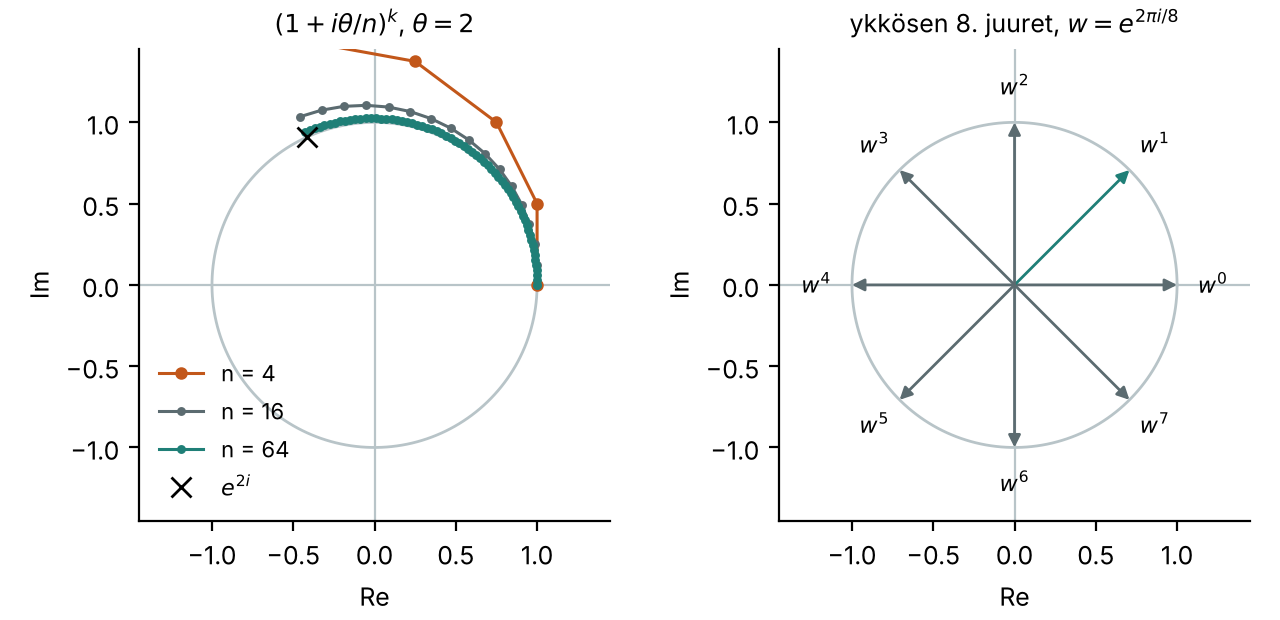 (1 + iθ/n)^k, θ = 2
Im
1.0
0.5
0.0
−0.5
−1.0
n = 4
n = 16
n = 64
e^{2i}
−1.0 −0.5 0.0 0.5 1.0
Re
ykkösen 8. juuret, w = e^{2πi/8}
Im
1.0
0.5
0.0
−0.5
−1.0
w^2
w^3
w^1
w^4
w^0
w^5
w^7
w^6
−1.0 −0.5 0.0 0.5 1.0
Re